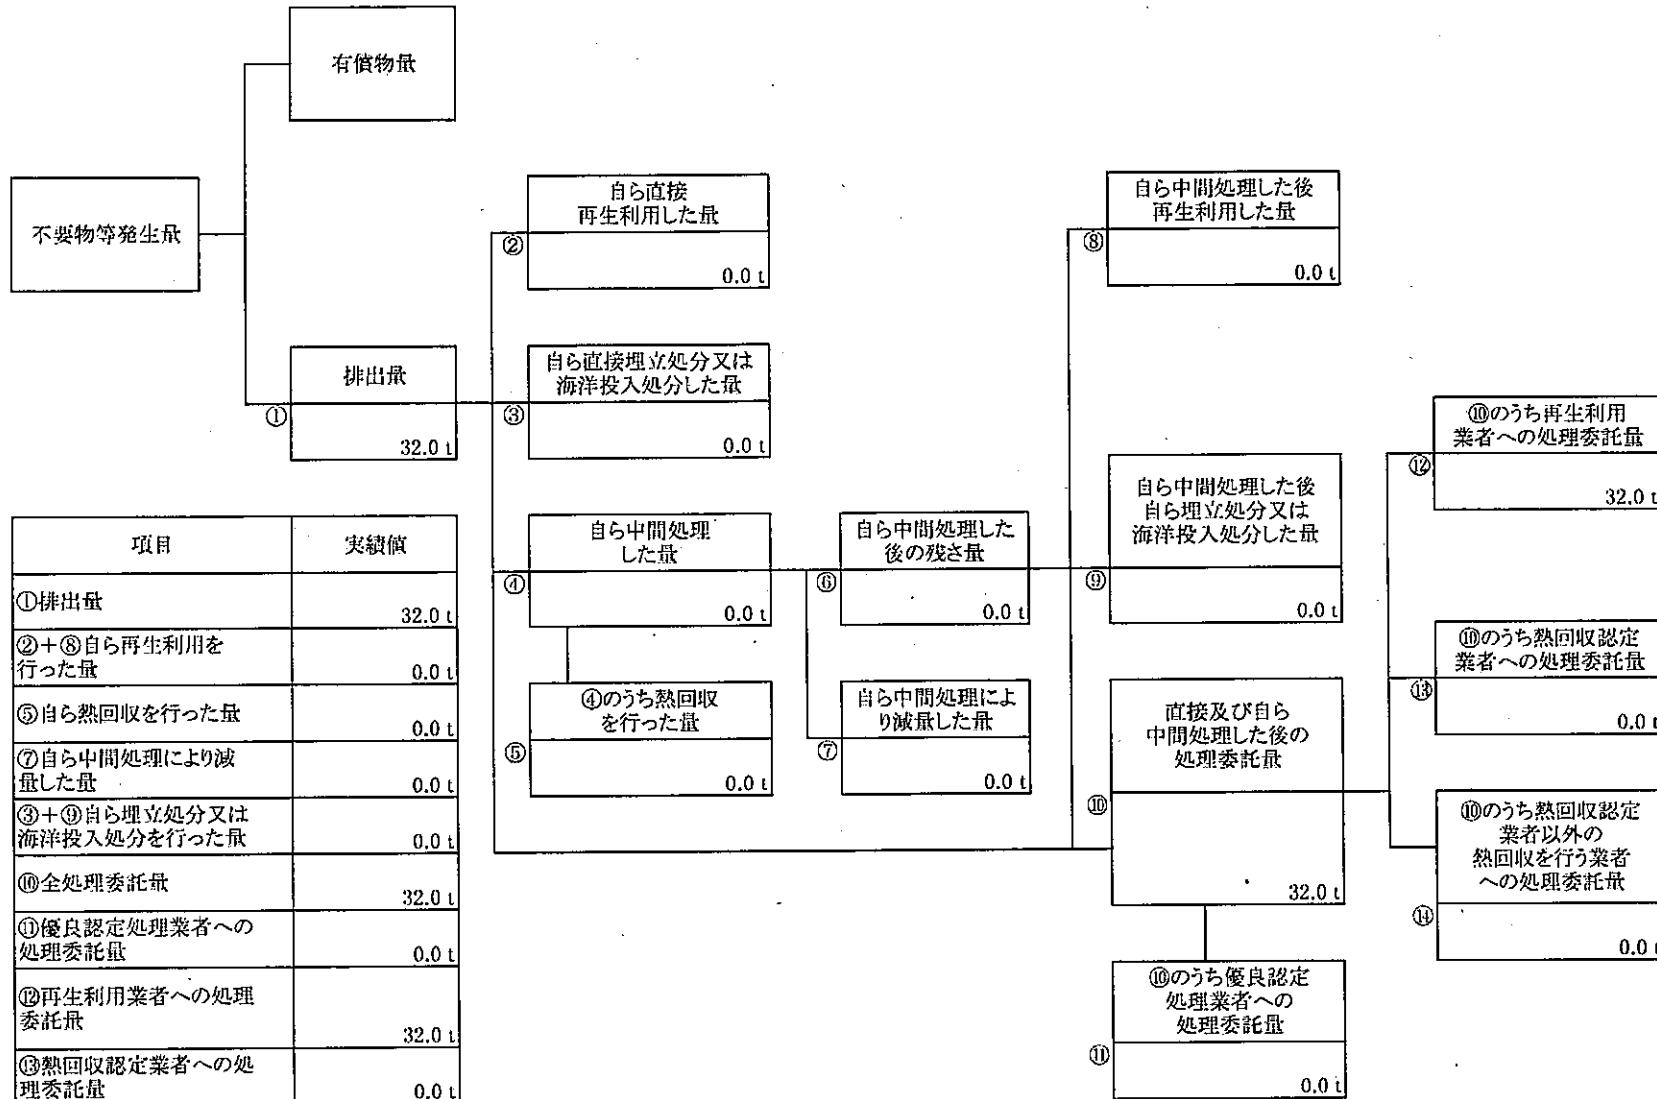 有償物量
不要物等発生量
排出量
①
32.0 t
自ら直接
再生利用した量
②
0.0 t
自ら直接埋立処分又は
海洋投入処分した量
③
0.0 t
自ら中間処理
した量
④
0.0 t
④のうち熱回収
を行った量
⑤
0.0 t
自ら中間処理した
後の残さ量
⑥
0.0 t
自ら中間処理によ
り減量した量
⑦
0.0 t
自ら中間処理した後
再生利用した量
⑧
0.0 t
自ら中間処理した後
自ら埋立処分又は
海洋投入処分した量
⑨
0.0 t
直接及び自ら
中間処理した後の
処理委託量
⑩
32.0 t
⑩のうち優良認定
処理業者への
処理委託量
⑪
0.0 t
⑩のうち再生利用
業者への処理委託量
⑫
32.0 t
⑩のうち熱回収認定
業者への処理委託量
⑬
0.0 t
⑩のうち熱回収認定
業者以外の
熱回収を行う業者
への処理委託量
⑭
0.0 t
項目 実績値
①排出量 32.0 t
②+⑧自ら再生利用を
行った量 0.0 t
⑤自ら熱回収を行った量 0.0 t
⑦自ら中間処理により減
量した量 0.0 t
③+⑨自ら埋立処分又は
海洋投入処分を行った量 0.0 t
⑩全処理委託量 32.0 t
⑪優良認定処理業者への
処理委託量 0.0 t
⑫再生利用業者への処理
委託量 32.0 t
⑬熱回収認定業者への処
理委託量 0.0 t